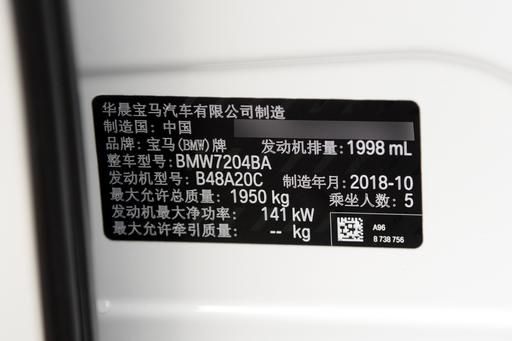 华晨宝马汽车有限公司制造
制造国: 中国
品牌: 宝马(BMW)牌 发动机排量: 1998 mL
整车型号: BMW7204BA
发动机型号: B48A20C 制造年月: 2018-10
最大允许总质量: 1950 kg 乘坐人数: 5
发动机最大净功率: 141 kW
最大允许牵引质量: -- kg
A96
8 738 756